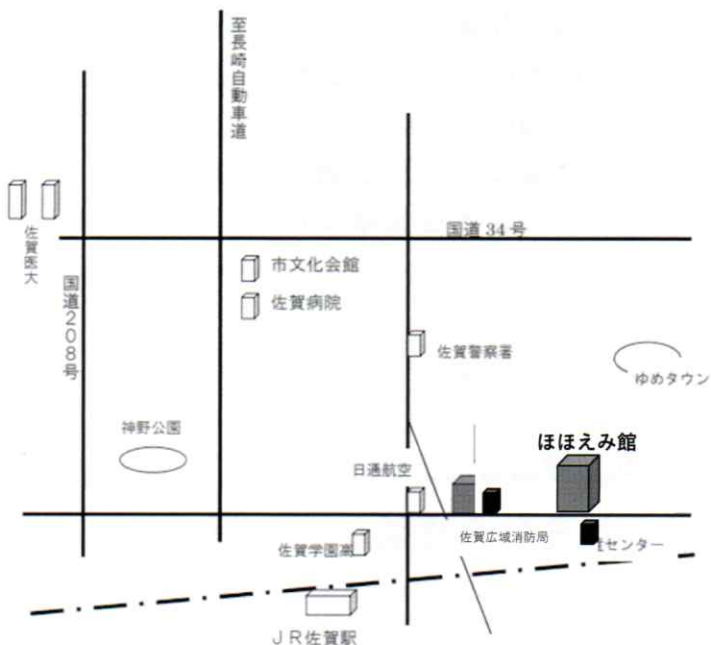 至長崎自動車道
国道34号
佐賀医大
市文化会館
国道208号
佐賀病院
佐賀警察署
ゆめタウン
神野公園
ほほえみ館
日通航空
佐賀広域消防局
佐賀学園高
センター
JR佐賀駅